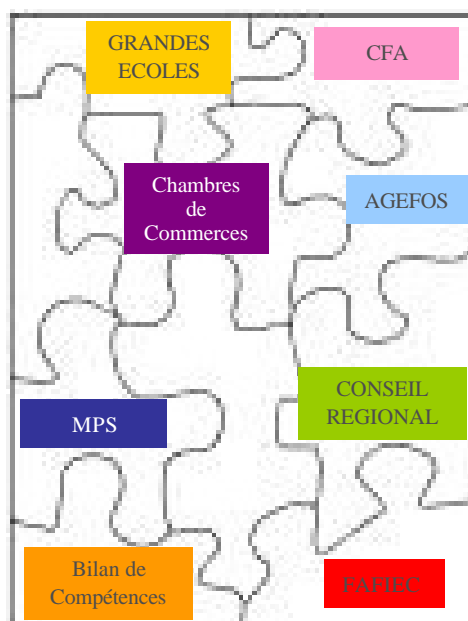 GRANDES
ECOLES
CFA
Chambres
de
Commerces
AGEFOS
CONSEIL
REGIONAL
MPS
Bilan de
Compétences
FAFIEC